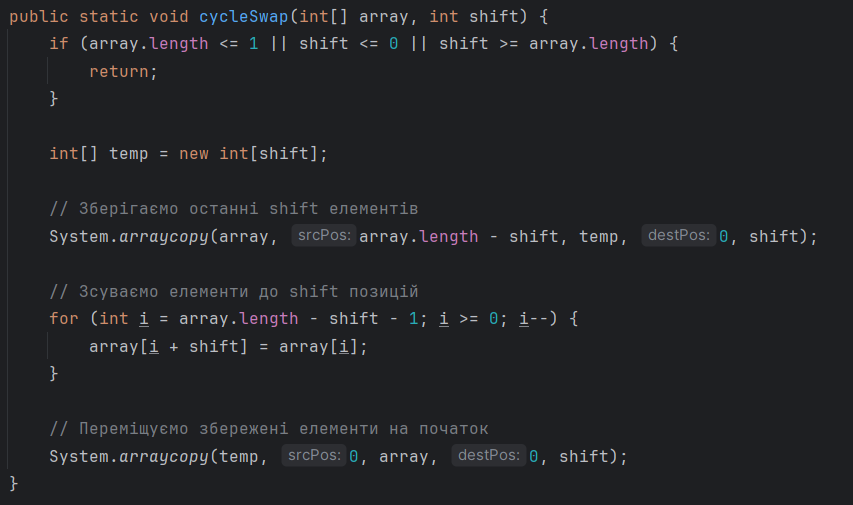 public static void cycleSwap(int[] array, int shift) {
    if (array.length <= 1 || shift <= 0 || shift >= array.length) {
        return;
    }

    int[] temp = new int[shift];

    // Зберігаємо останні shift елементів
    System.arraycopy(array, srcPos: array.length - shift, temp, destPos: 0, shift);

    // Зсуваємо елементи до shift позицій
    for (int i = array.length - shift - 1; i >= 0; i--) {
        array[i + shift] = array[i];
    }

    // Переміщуємо збережені елементи на початок
    System.arraycopy(temp, srcPos: 0, array, destPos: 0, shift);
}